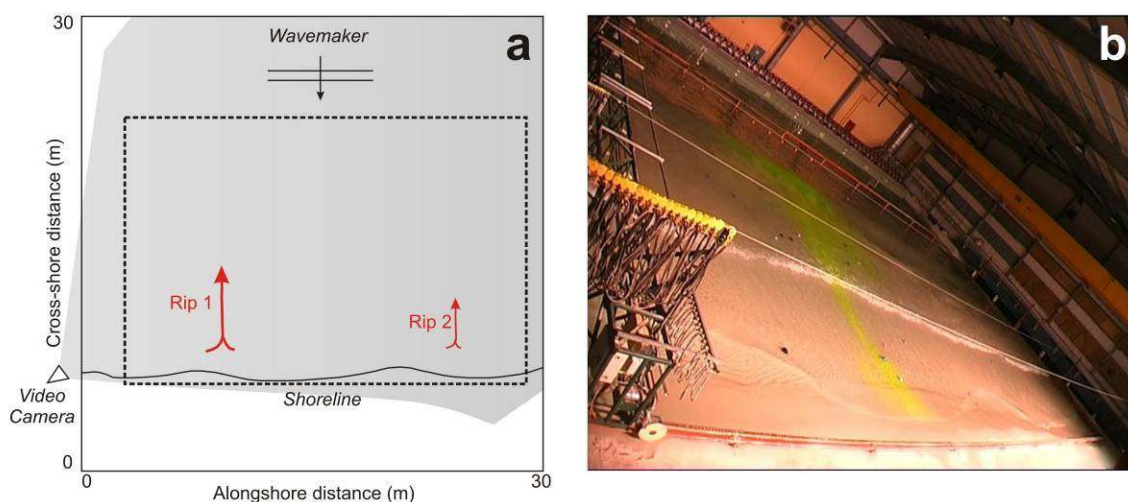 30
Wavemaker
a
Cross-shore distance (m)
Rip 1
Rip 2
Video
Camera
Shoreline
0
0
30
Alongshore distance (m)
b